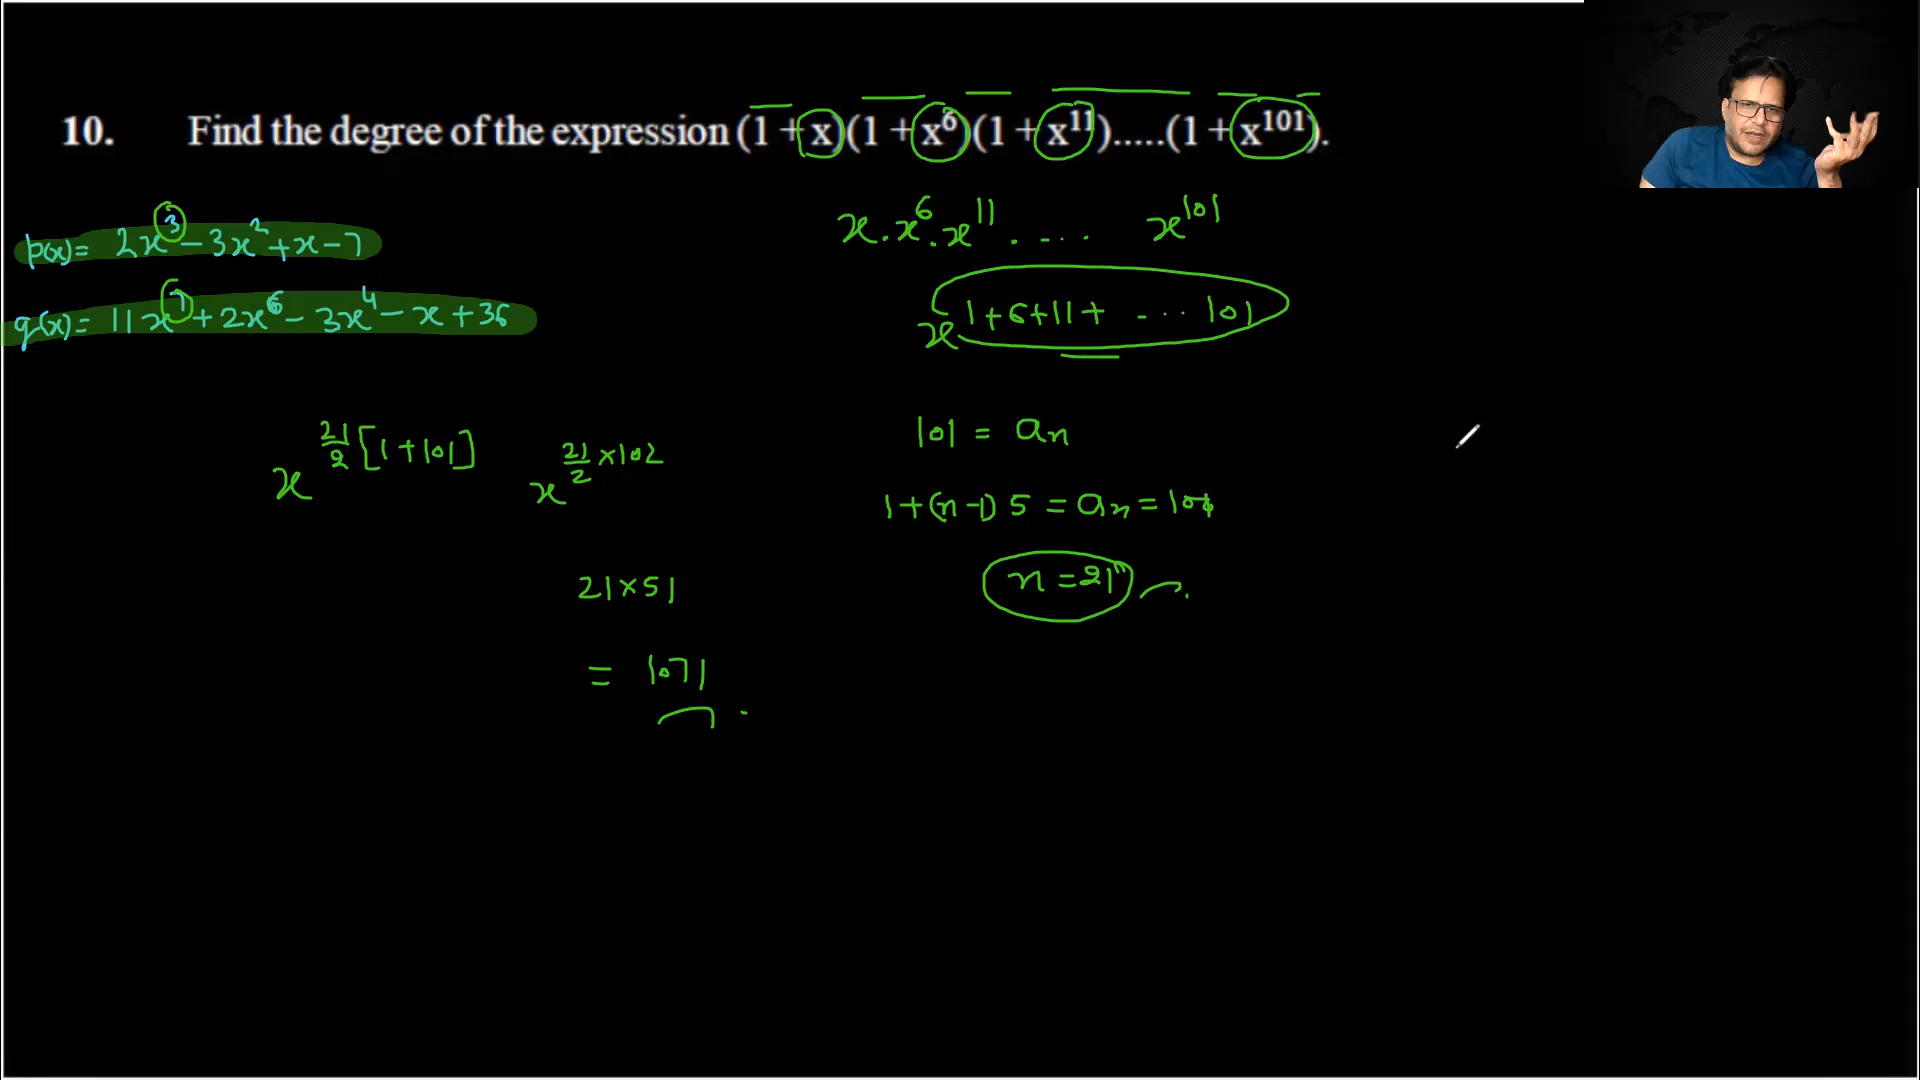 10. Find the degree of the expression (1 + x)(1 + x⁶)(1 + x¹¹).....(1 + x¹⁰¹).
p(x) = 2x³ − 3x² + x − 7
x . x⁶ . x¹¹ . .... x¹⁰¹
q(x) = 11x⁷ + 2x⁶ − 3x⁴ − x + 36
x^{1+6+11+ .... 101}
x^{21/2 [1+101]} x^{21/2 × 102}
101 = aₙ
1 + (n−1) 5 = aₙ = 101
21 × 51
n = 21
= 1071